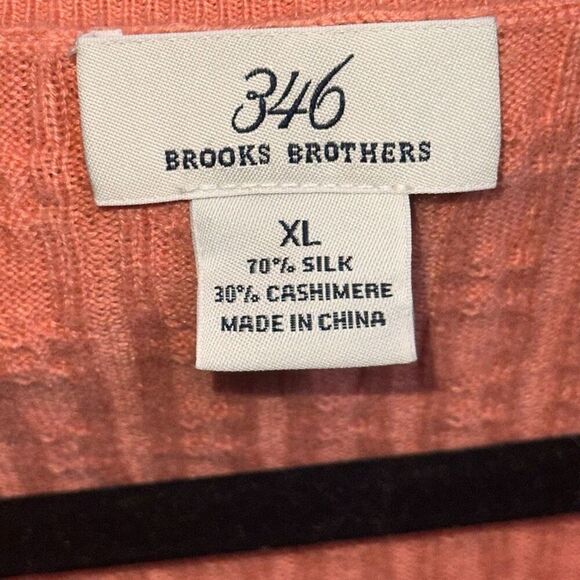 346
BROOKS BROTHERS
XL
70% SILK
30% CASHIMERE
MADE IN CHINA